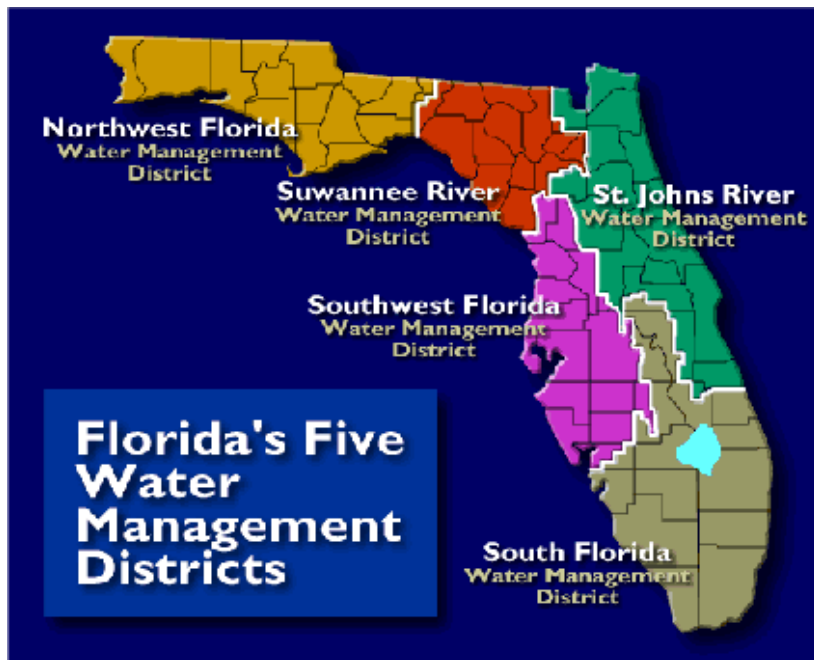 Northwest Florida
Water Management
District
Suwannee River
Water Management
District
St. Johns River
Water Management
District
Southwest Florida
Water Management
District
Florida's Five
Water
Management
Districts
South Florida
Water Management
District